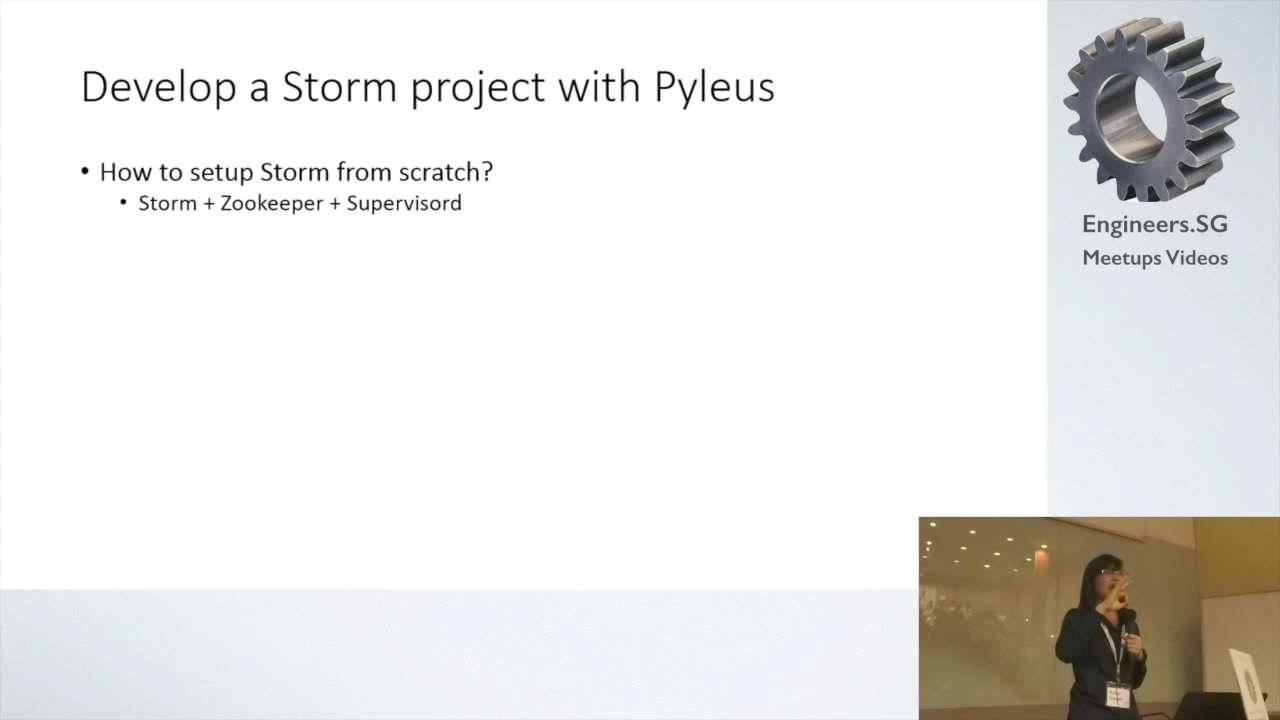 Develop a Storm project with Pyleus
• How to setup Storm from scratch?
• Storm + Zookeeper + Supervisord
Engineers.SG
Meetups Videos